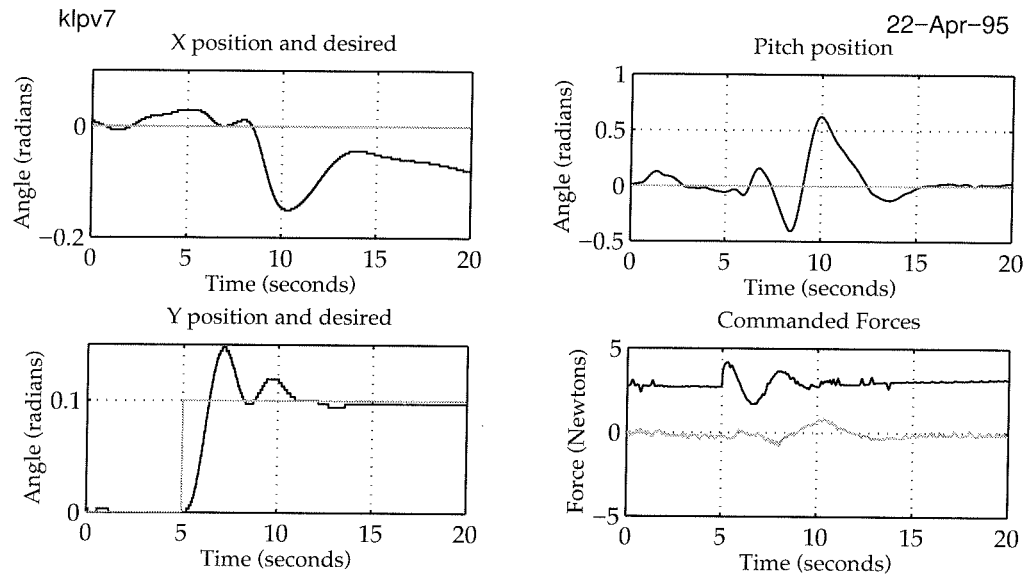 klpv7
22-Apr-95
X position and desired
Angle (radians)
0
-0.2
0 5 10 15 20
Time (seconds)
Pitch position
Angle (radians)
1
0.5
0
-0.5
0 5 10 15 20
Time (seconds)
Y position and desired
Angle (radians)
0.1
0
0 5 10 15 20
Time (seconds)
Commanded Forces
Force (Newtons)
5
0
-5
0 5 10 15 20
Time (seconds)